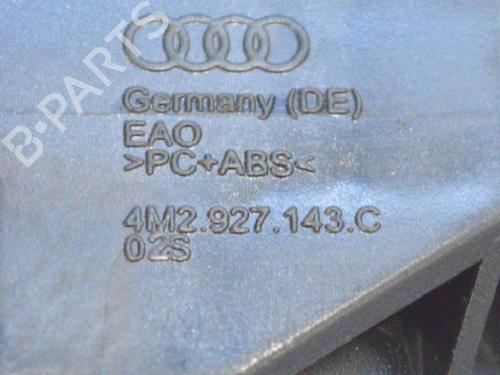 B-PARTS
Germany (DE)
EAO
>PC+ABS<
4M2.927.143.C
02S